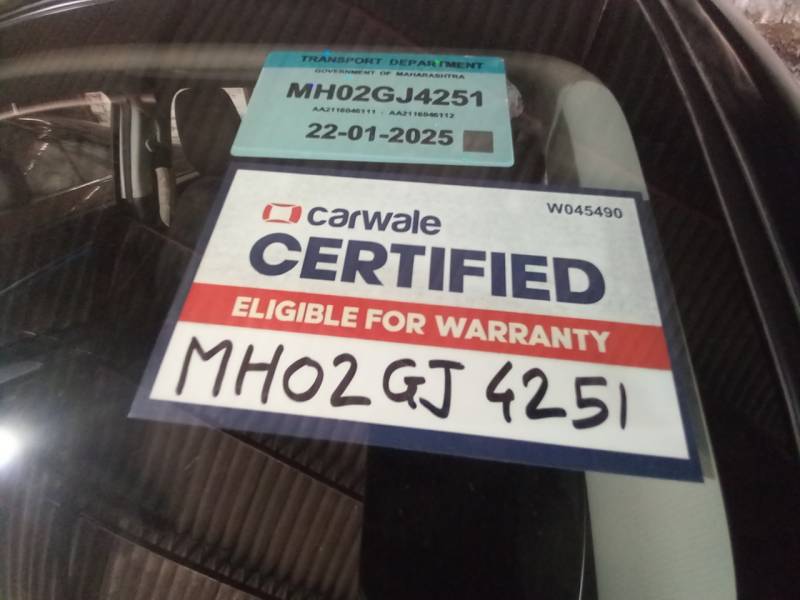 TRANSPORT DEPARTMENT
GOVERNMENT OF MAHARASHTRA
MH02GJ4251
AA2116046111 - AA2116046112
22-01-2025
carwale
W045490
CERTIFIED
ELIGIBLE FOR WARRANTY
MH02GJ 4251